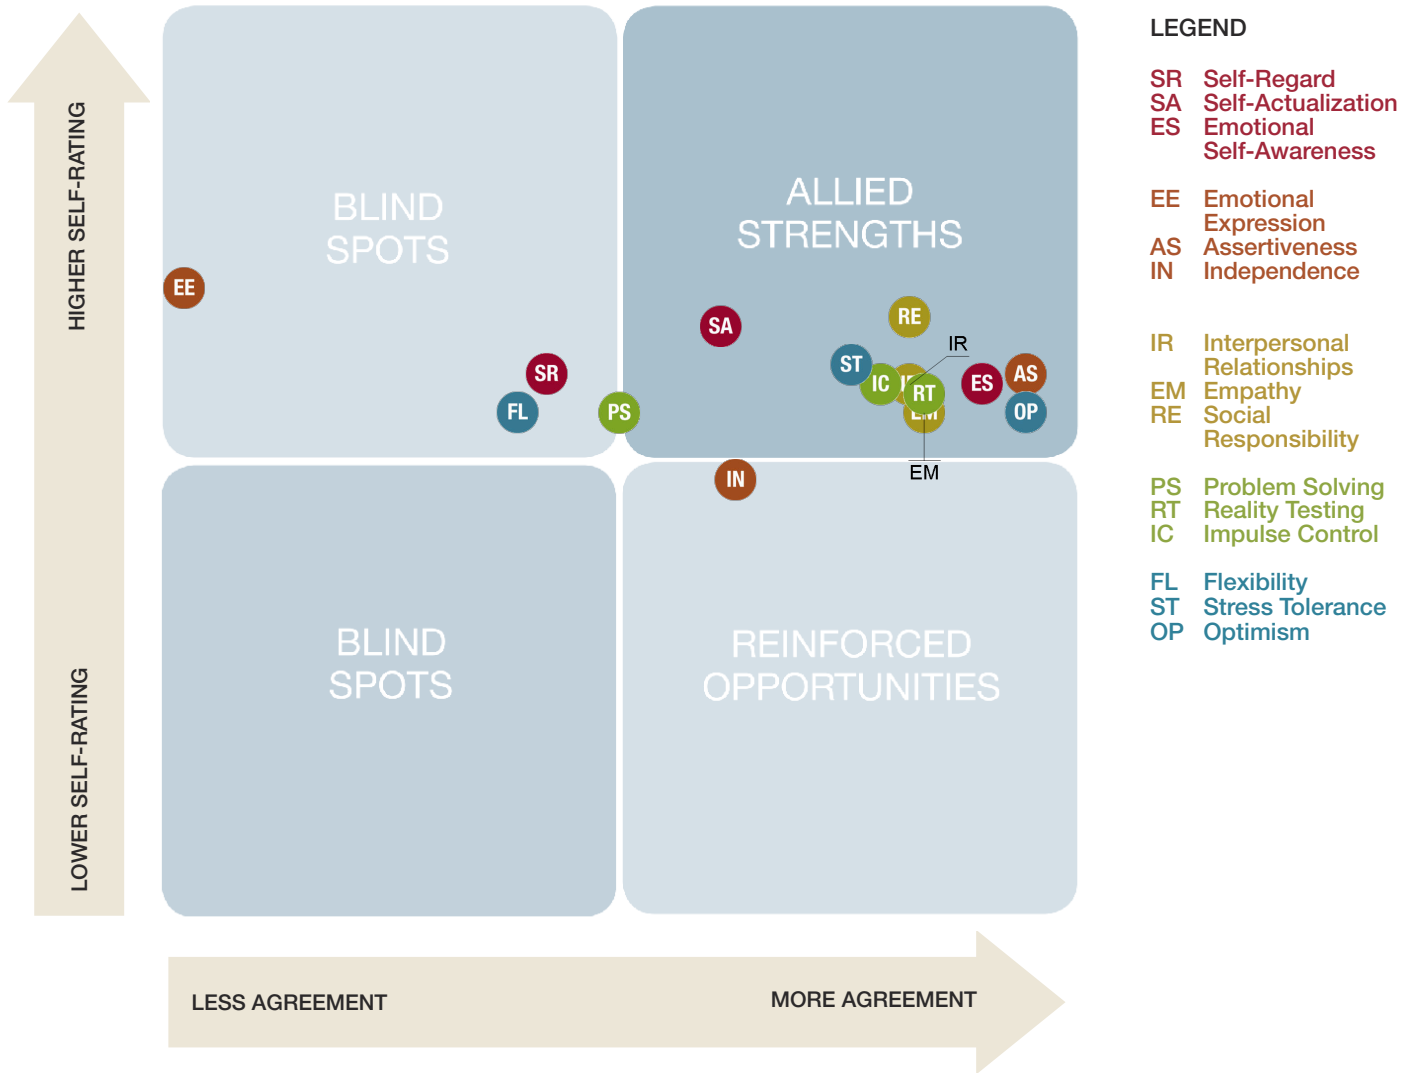 HIGHER SELF-RATING
LOWER SELF-RATING
BLIND
SPOTS
ALLIED
STRENGTHS
EE
SA
RE
IR
ST
SR
IC
RT
ES
AS
FL
PS
EM
OP
IN
EM
BLIND
SPOTS
REINFORCED
OPPORTUNITIES
LESS AGREEMENT
MORE AGREEMENT
LEGEND
SR Self-Regard
SA Self-Actualization
ES Emotional
Self-Awareness
EE Emotional
Expression
AS Assertiveness
IN Independence
IR Interpersonal
Relationships
EM Empathy
RE Social
Responsibility
PS Problem Solving
RT Reality Testing
IC Impulse Control
FL Flexibility
ST Stress Tolerance
OP Optimism